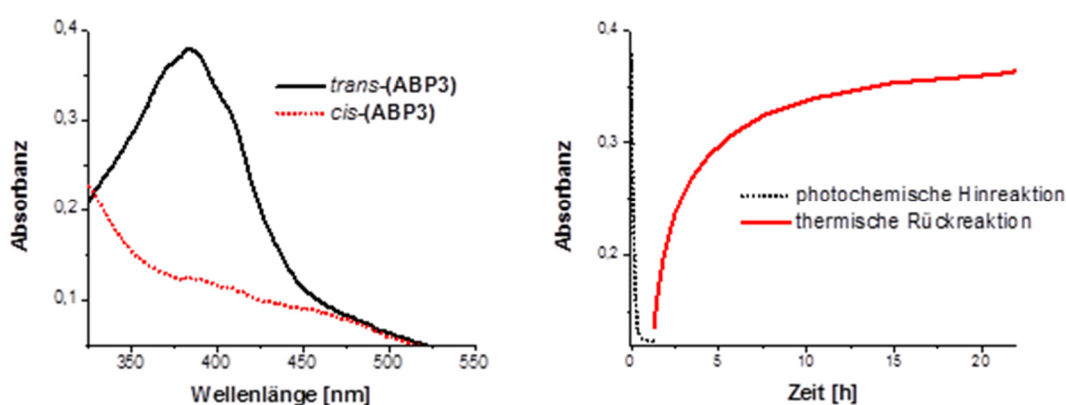 0,4
0,3
0,2
0,1
Absorbanz
350
400
450
500
550
Wellenlänge [nm]
trans-(ABP3)
cis-(ABP3)
0,4
0,3
0,2
Absorbanz
0
5
10
15
20
Zeit [h]
photochemische Hinreaktion
thermische Rückreaktion